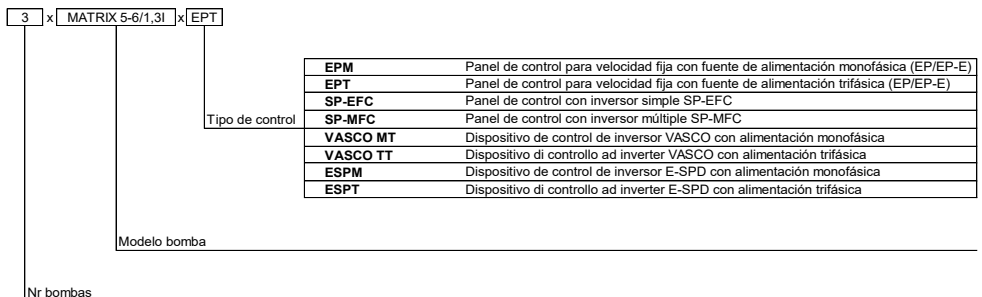 3 x MATRIX 5-6/1,3I x EPT
EPM Panel de control para velocidad fija con fuente de alimentación monofásica (EP/EP-E)
EPT Panel de control para velocidad fija con fuente de alimentación trifásica (EP/EP-E)
SP-EFC Panel de control con inversor simple SP-EFC
Tipo de control SP-MFC Panel de control con inversor múltiple SP-MFC
VASCO MT Dispositivo de control de inversor VASCO con alimentación monofásica
VASCO TT Dispositivo di controllo ad inverter VASCO con alimentación trifásica
ESPM Dispositivo de control de inversor E-SPD con alimentación monofásica
ESPT Dispositivo di controllo ad inverter E-SPD con alimentación trifásica
Modelo bomba
Nr bombas